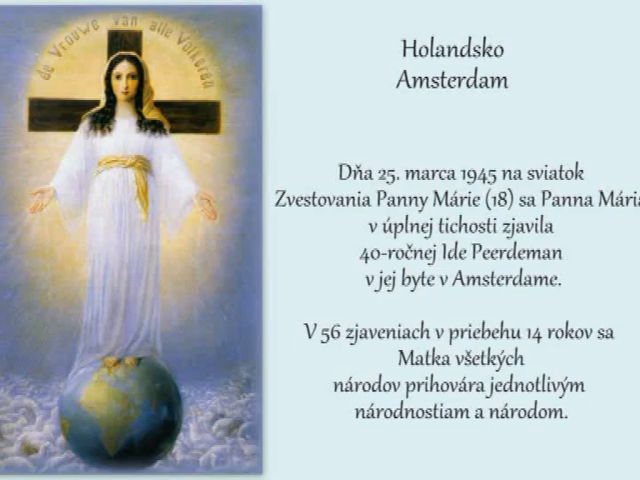 de Vrouwe van alle Volkeren
Holandsko
Amsterdam
Dňa 25. marca 1945 na sviatok
Zvestovania Panny Márie (18) sa Panna Mária
v úplnej tichosti zjavila
40-ročnej Ide Peerdeman
v jej byte v Amsterdame.
V 56 zjaveniach v priebehu 14 rokov sa
Matka všetkých
národov prihovára jednotlivým
národnostiam a národom.